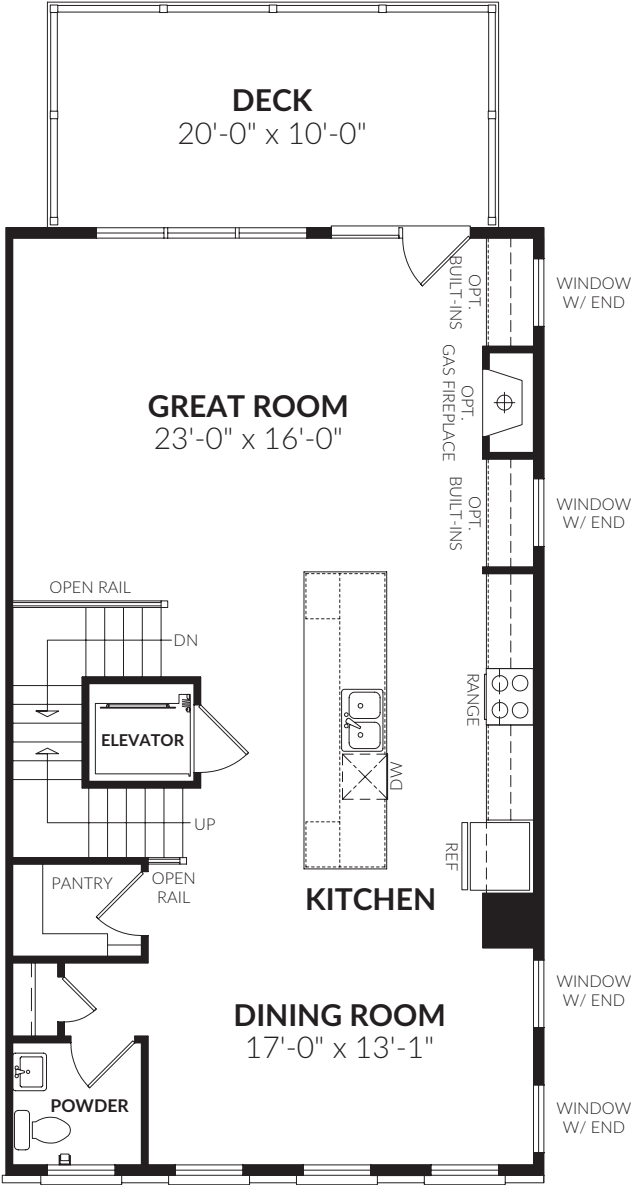 DECK
20'-0" x 10'-0"
OPT.
BUILT-INS
WINDOW
W/ END
GREAT ROOM
23'-0" x 16'-0"
OPT.
GAS FIREPLACE
OPT.
BUILT-INS
WINDOW
W/ END
OPEN RAIL
DN
ELEVATOR
RANGE
DW
UP
REF
PANTRY
OPEN
RAIL
KITCHEN
WINDOW
W/ END
DINING ROOM
17'-0" x 13'-1"
POWDER
WINDOW
W/ END